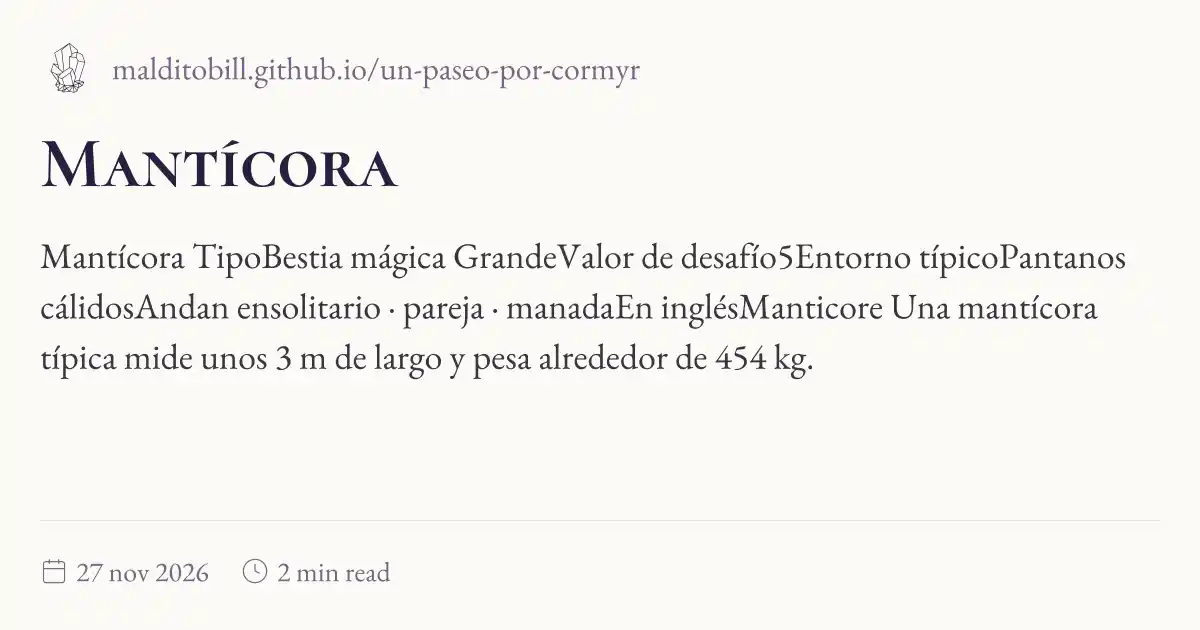 malditobill.github.io/un-paseo-por-cormyr
Mantícora
Mantícora TipoBestia mágica GrandeValor de desafío5Entorno típicoPantanos
cálidosAndan ensolitario · pareja · manadaEn inglésManticore Una mantícora
típica mide unos 3 m de largo y pesa alrededor de 454 kg.
27 nov 2026
2 min read